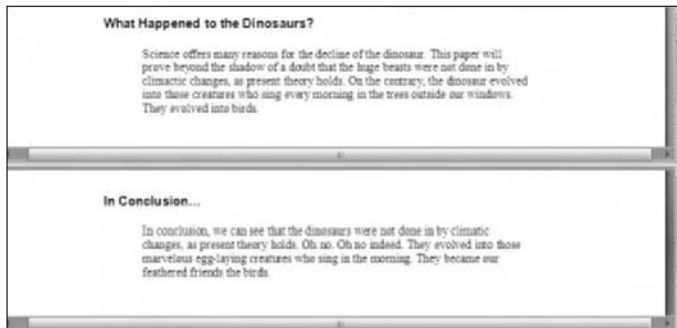 What Happened to the Dinosaurs?
Science offers many reasons for the decline of the dinosaur. This paper will
prove beyond the shadow of a doubt that the huge beasts were not done in by
climactic changes, as present theory holds. On the contrary, the dinosaur evolved
into those creatures who sing every morning in the trees outside our windows.
They evolved into birds.
In Conclusion...
In conclusion, we can see that the dinosaurs were not done in by climatic
changes, as present theory holds. Oh no. Oh no indeed. They evolved into those
marvelous egg-laying creatures who sing in the morning. They became our
feathered friends the birds.